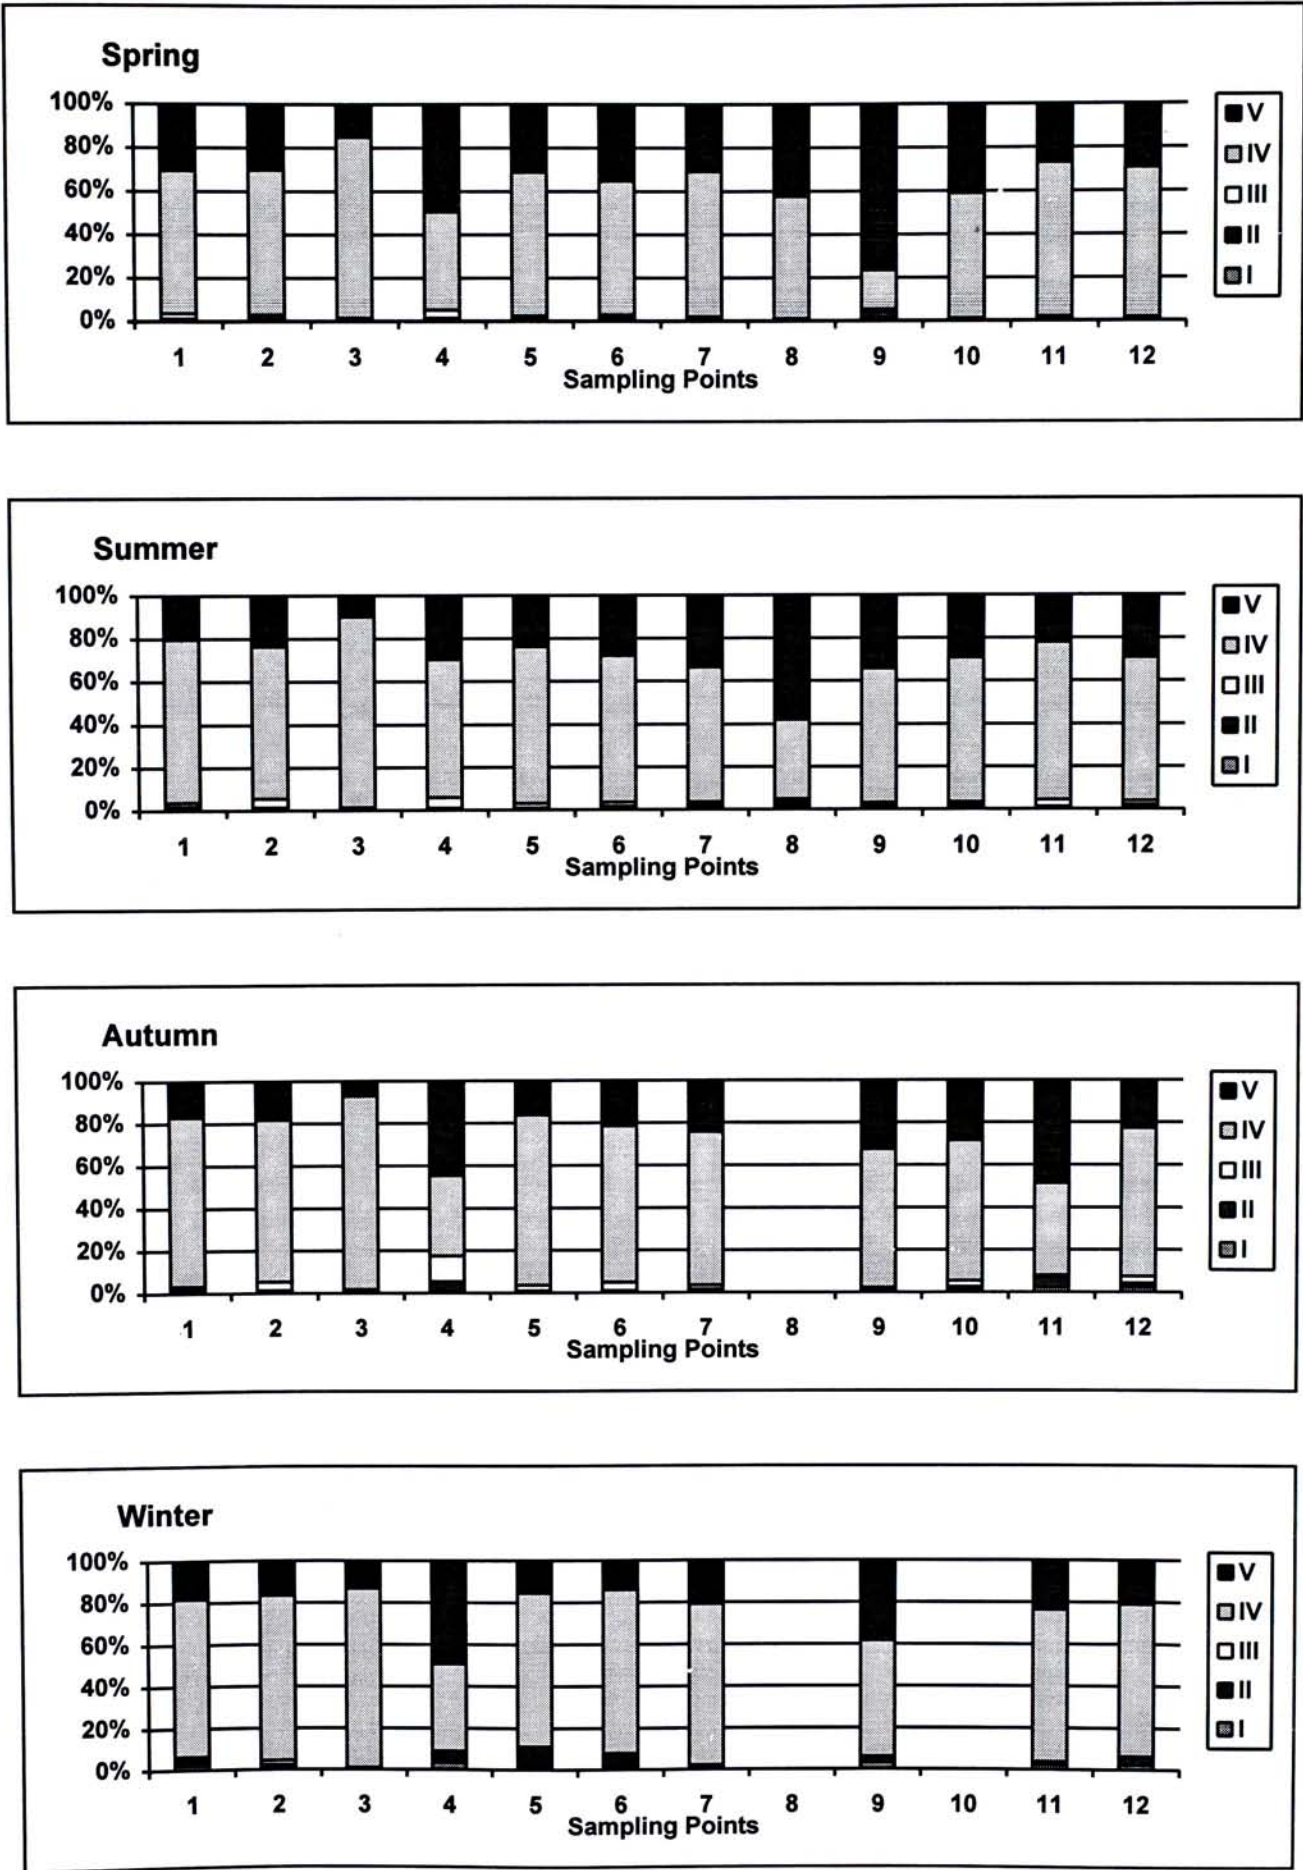 Spring
100%
80%
60%
40%
20%
0%
1 2 3 4 5 6 7 8 9 10 11 12
Sampling Points
V
IV
III
II
I
Summer
100%
80%
60%
40%
20%
0%
1 2 3 4 5 6 7 8 9 10 11 12
Sampling Points
V
IV
III
II
I
Autumn
100%
80%
60%
40%
20%
0%
1 2 3 4 5 6 7 8 9 10 11 12
Sampling Points
V
IV
III
II
I
Winter
100%
80%
60%
40%
20%
0%
1 2 3 4 5 6 7 8 9 10 11 12
Sampling Points
V
IV
III
II
I